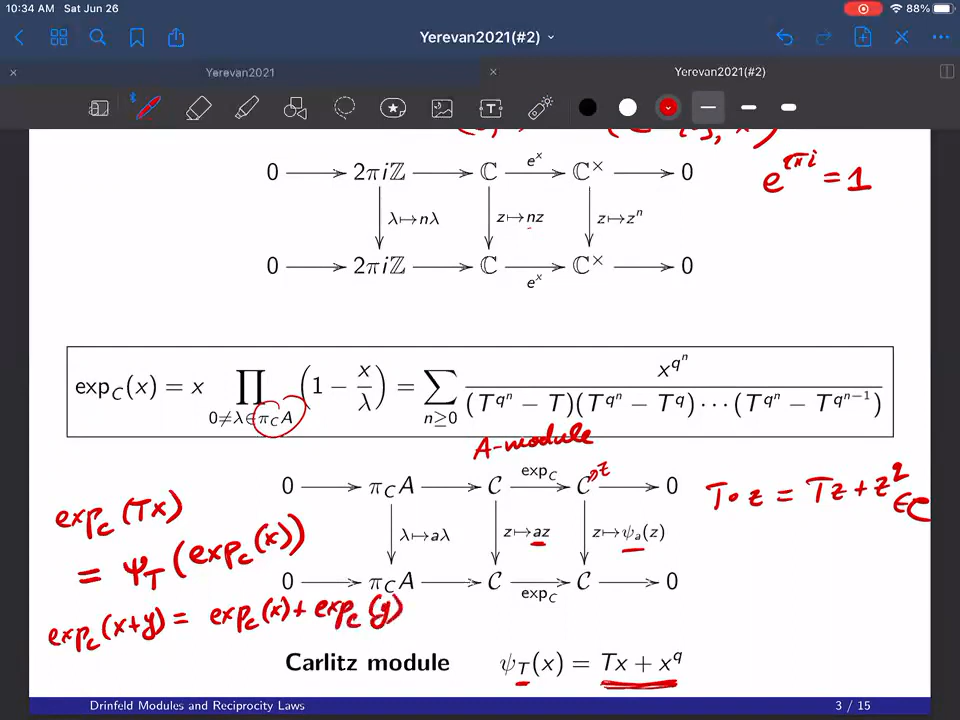 10:34 AM Sat Jun 26 88%
Yerevan2021(#2)
Yerevan2021 Yerevan2021(#2)
0 → 2πiℤ → ℂ → e^x ℂ^× → 0
e^{πi} = 1
λ↦nλ z↦nz z↦z^n
0 → 2πiℤ → ℂ → e^x ℂ^× → 0
exp_C(x) = x ∏_{0≠λ∈π_C A} (1 − x/λ) = ∑_{n≥0} x^{q^n} / (T^{q^n} − T)(T^{q^n} − T^q) ⋯ (T^{q^n} − T^{q^{n−1}})
A-module
0 → π_C A → 𝒞 → exp_C 𝒞 ∋ z → 0
T∘z = Tz + z^2 ∈ C
exp_C(Tx)
λ↦aλ z↦az z↦ψ_a(z)
= ψ_T(exp_C(x))
0 → π_C A → 𝒞 → exp_C 𝒞 → 0
exp_C(x+y) = exp_C(x) + exp_C(y)
Carlitz module ψ_T(x) = Tx + x^q
Drinfeld Modules and Reciprocity Laws 3 / 15